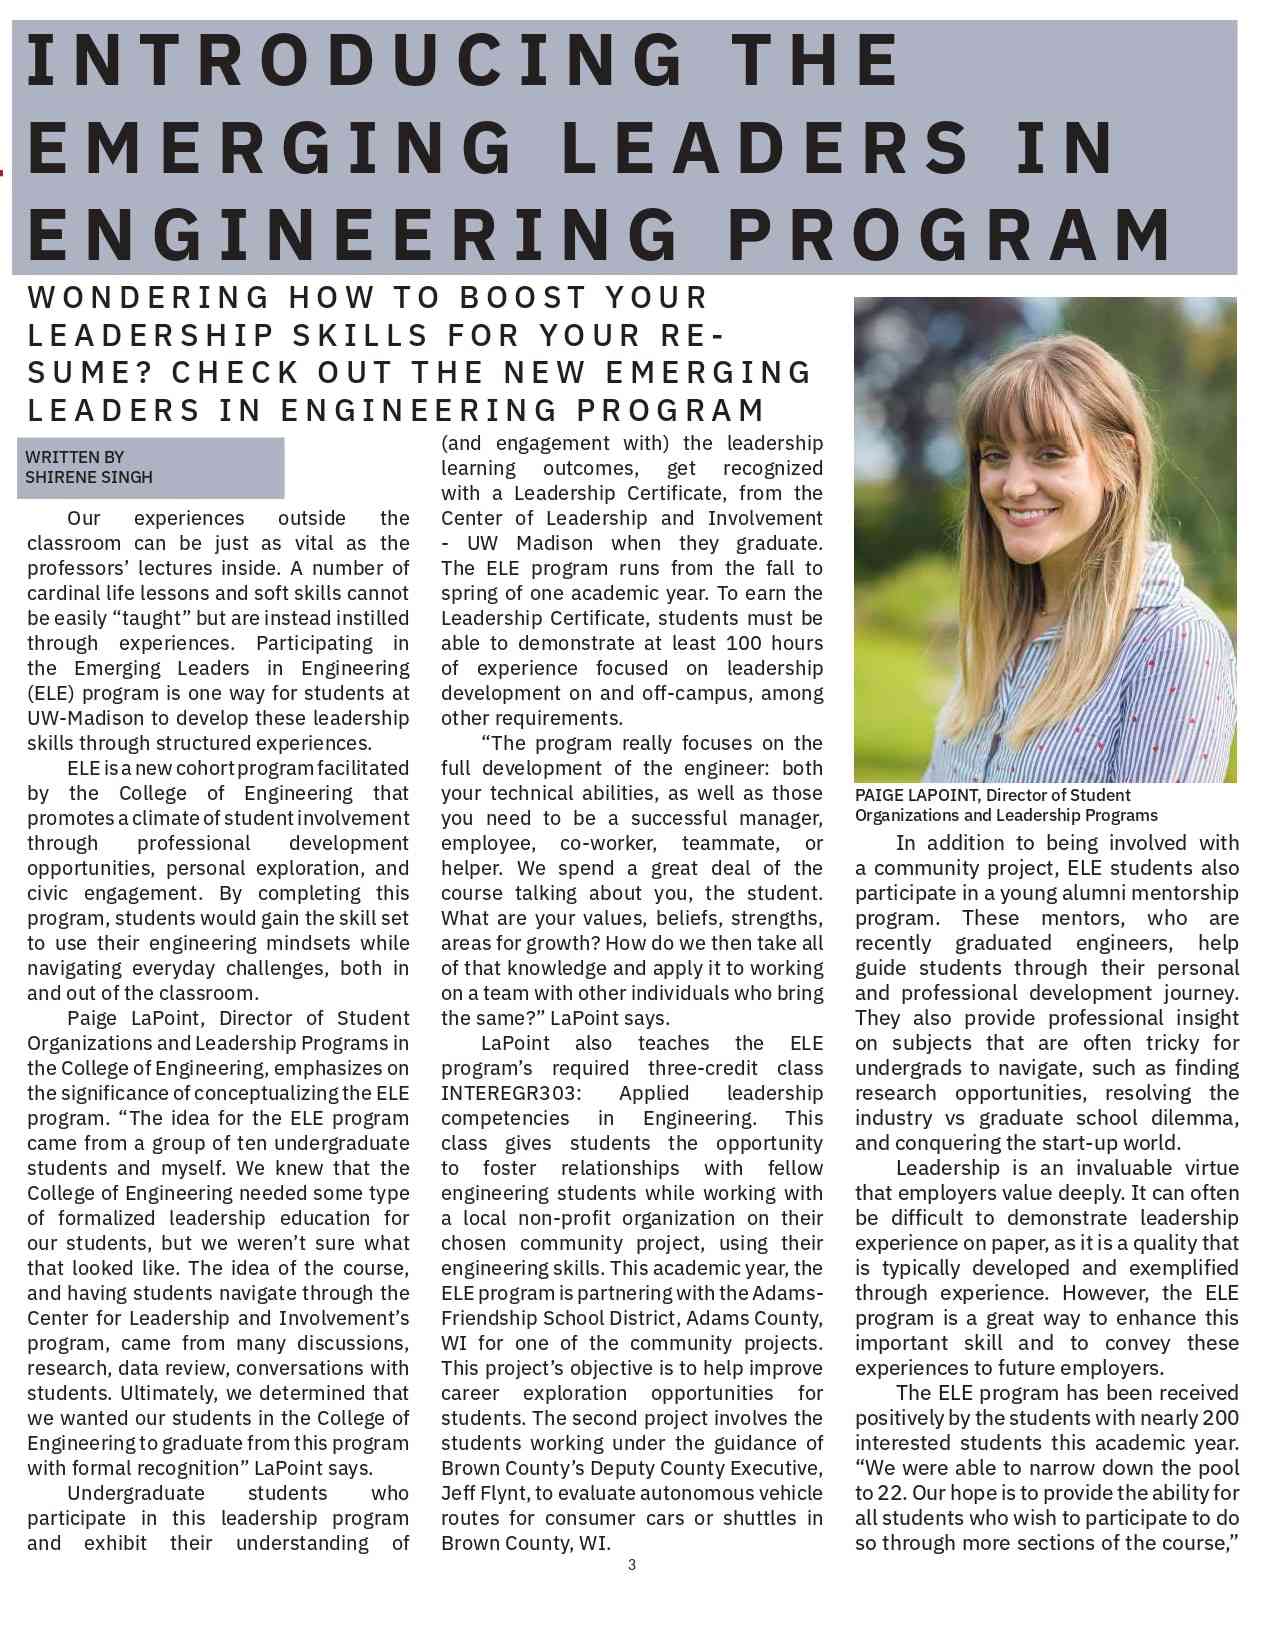 INTRODUCING THE
EMERGING LEADERS IN
ENGINEERING PROGRAM
WONDERING HOW TO BOOST YOUR
LEADERSHIP SKILLS FOR YOUR RE-
SUME? CHECK OUT THE NEW EMERGING
LEADERS IN ENGINEERING PROGRAM
WRITTEN BY
SHIRENE SINGH
Our experiences outside the
classroom can be just as vital as the
professors’ lectures inside. A number of
cardinal life lessons and soft skills cannot
be easily “taught” but are instead instilled
through experiences. Participating in
the Emerging Leaders in Engineering
(ELE) program is one way for students at
UW-Madison to develop these leadership
skills through structured experiences.
ELE is a new cohort program facilitated
by the College of Engineering that
promotes a climate of student involvement
through professional development
opportunities, personal exploration, and
civic engagement. By completing this
program, students would gain the skill set
to use their engineering mindsets while
navigating everyday challenges, both in
and out of the classroom.
Paige LaPoint, Director of Student
Organizations and Leadership Programs in
the College of Engineering, emphasizes on
the significance of conceptualizing the ELE
program. “The idea for the ELE program
came from a group of ten undergraduate
students and myself. We knew that the
College of Engineering needed some type
of formalized leadership education for
our students, but we weren’t sure what
that looked like. The idea of the course,
and having students navigate through the
Center for Leadership and Involvement’s
program, came from many discussions,
research, data review, conversations with
students. Ultimately, we determined that
we wanted our students in the College of
Engineering to graduate from this program
with formal recognition” LaPoint says.
Undergraduate students who
participate in this leadership program
and exhibit their understanding of
(and engagement with) the leadership
learning outcomes, get recognized
with a Leadership Certificate, from the
Center of Leadership and Involvement
- UW Madison when they graduate.
The ELE program runs from the fall to
spring of one academic year. To earn the
Leadership Certificate, students must be
able to demonstrate at least 100 hours
of experience focused on leadership
development on and off-campus, among
other requirements.
“The program really focuses on the
full development of the engineer: both
your technical abilities, as well as those
you need to be a successful manager,
employee, co-worker, teammate, or
helper. We spend a great deal of the
course talking about you, the student.
What are your values, beliefs, strengths,
areas for growth? How do we then take all
of that knowledge and apply it to working
on a team with other individuals who bring
the same?” LaPoint says.
LaPoint also teaches the ELE
program’s required three-credit class
INTEREGR303: Applied leadership
competencies in Engineering. This
class gives students the opportunity
to foster relationships with fellow
engineering students while working with
a local non-profit organization on their
chosen community project, using their
engineering skills. This academic year, the
ELE program is partnering with the Adams-
Friendship School District, Adams County,
WI for one of the community projects.
This project’s objective is to help improve
career exploration opportunities for
students. The second project involves the
students working under the guidance of
Brown County’s Deputy County Executive,
Jeff Flynt, to evaluate autonomous vehicle
routes for consumer cars or shuttles in
Brown County, WI.
PAIGE LAPOINT, Director of Student
Organizations and Leadership Programs
In addition to being involved with
a community project, ELE students also
participate in a young alumni mentorship
program. These mentors, who are
recently graduated engineers, help
guide students through their personal
and professional development journey.
They also provide professional insight
on subjects that are often tricky for
undergrads to navigate, such as finding
research opportunities, resolving the
industry vs graduate school dilemma,
and conquering the start-up world.
Leadership is an invaluable virtue
that employers value deeply. It can often
be difficult to demonstrate leadership
experience on paper, as it is a quality that
is typically developed and exemplified
through experience. However, the ELE
program is a great way to enhance this
important skill and to convey these
experiences to future employers.
The ELE program has been received
positively by the students with nearly 200
interested students this academic year.
“We were able to narrow down the pool
to 22. Our hope is to provide the ability for
all students who wish to participate to do
so through more sections of the course,”
3